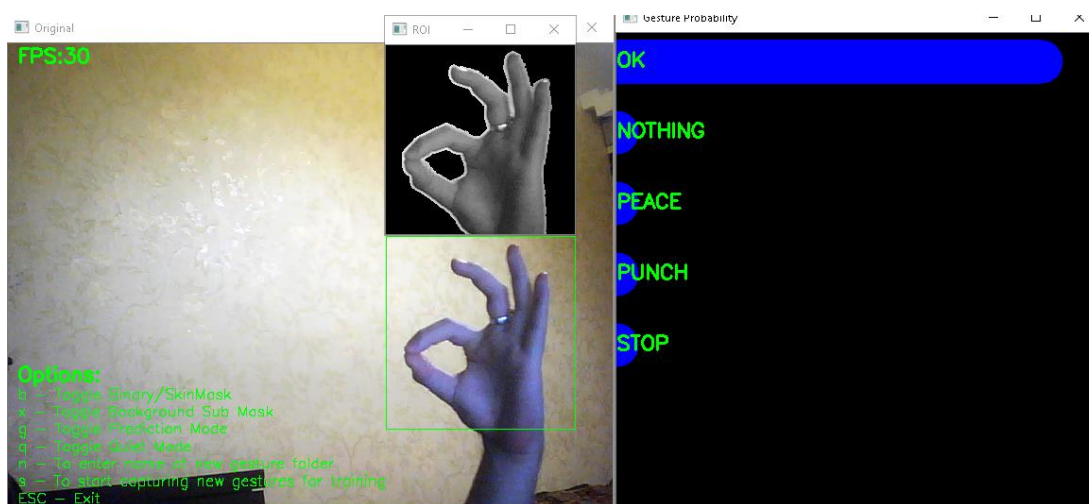 Original
ROI
Gesture Probability
FPS:30
OK
NOTHING
PEACE
PUNCH
STOP
Options:
b - Toggle Binary/SkinMask
x - Toggle Background Sub Mask
g - Toggle Prediction Mode
q - Toggle Quiet Mode
n - To enter name of new gesture folder
s - To start capturing new gestures for training
ESC - Exit